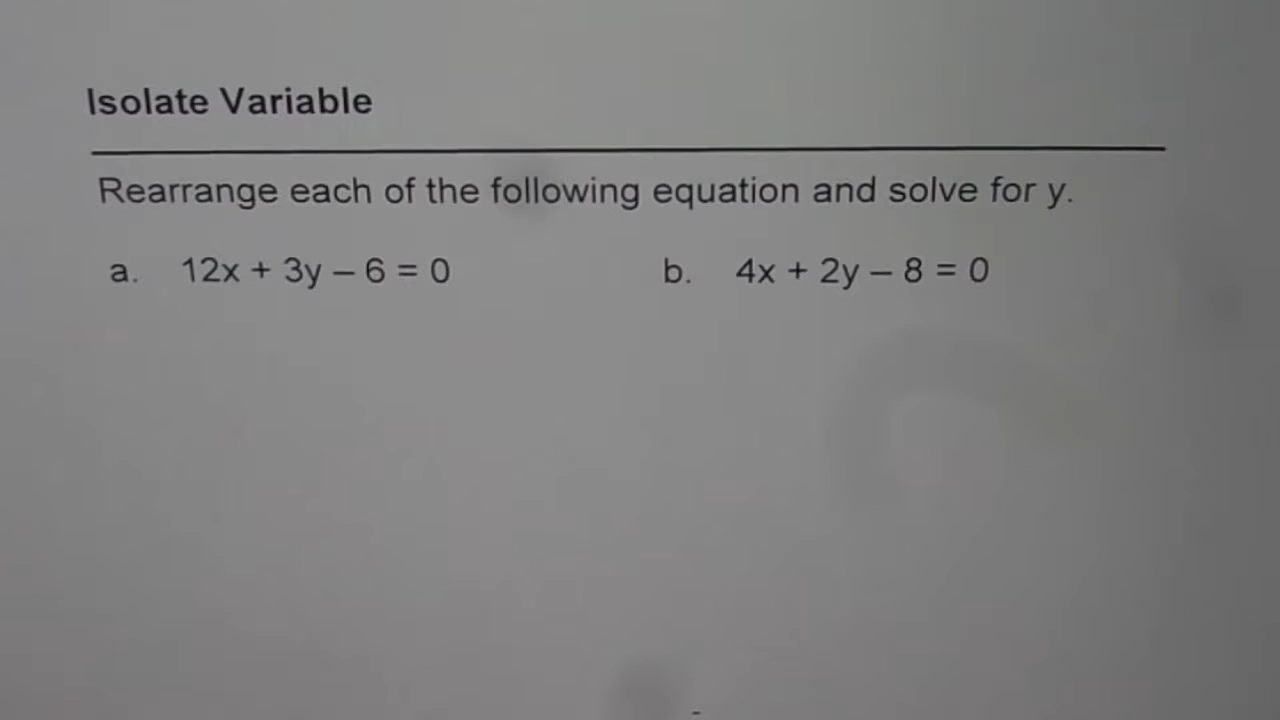 Isolate Variable
Rearrange each of the following equation and solve for y.
a. 12x + 3y – 6 = 0 b. 4x + 2y – 8 = 0